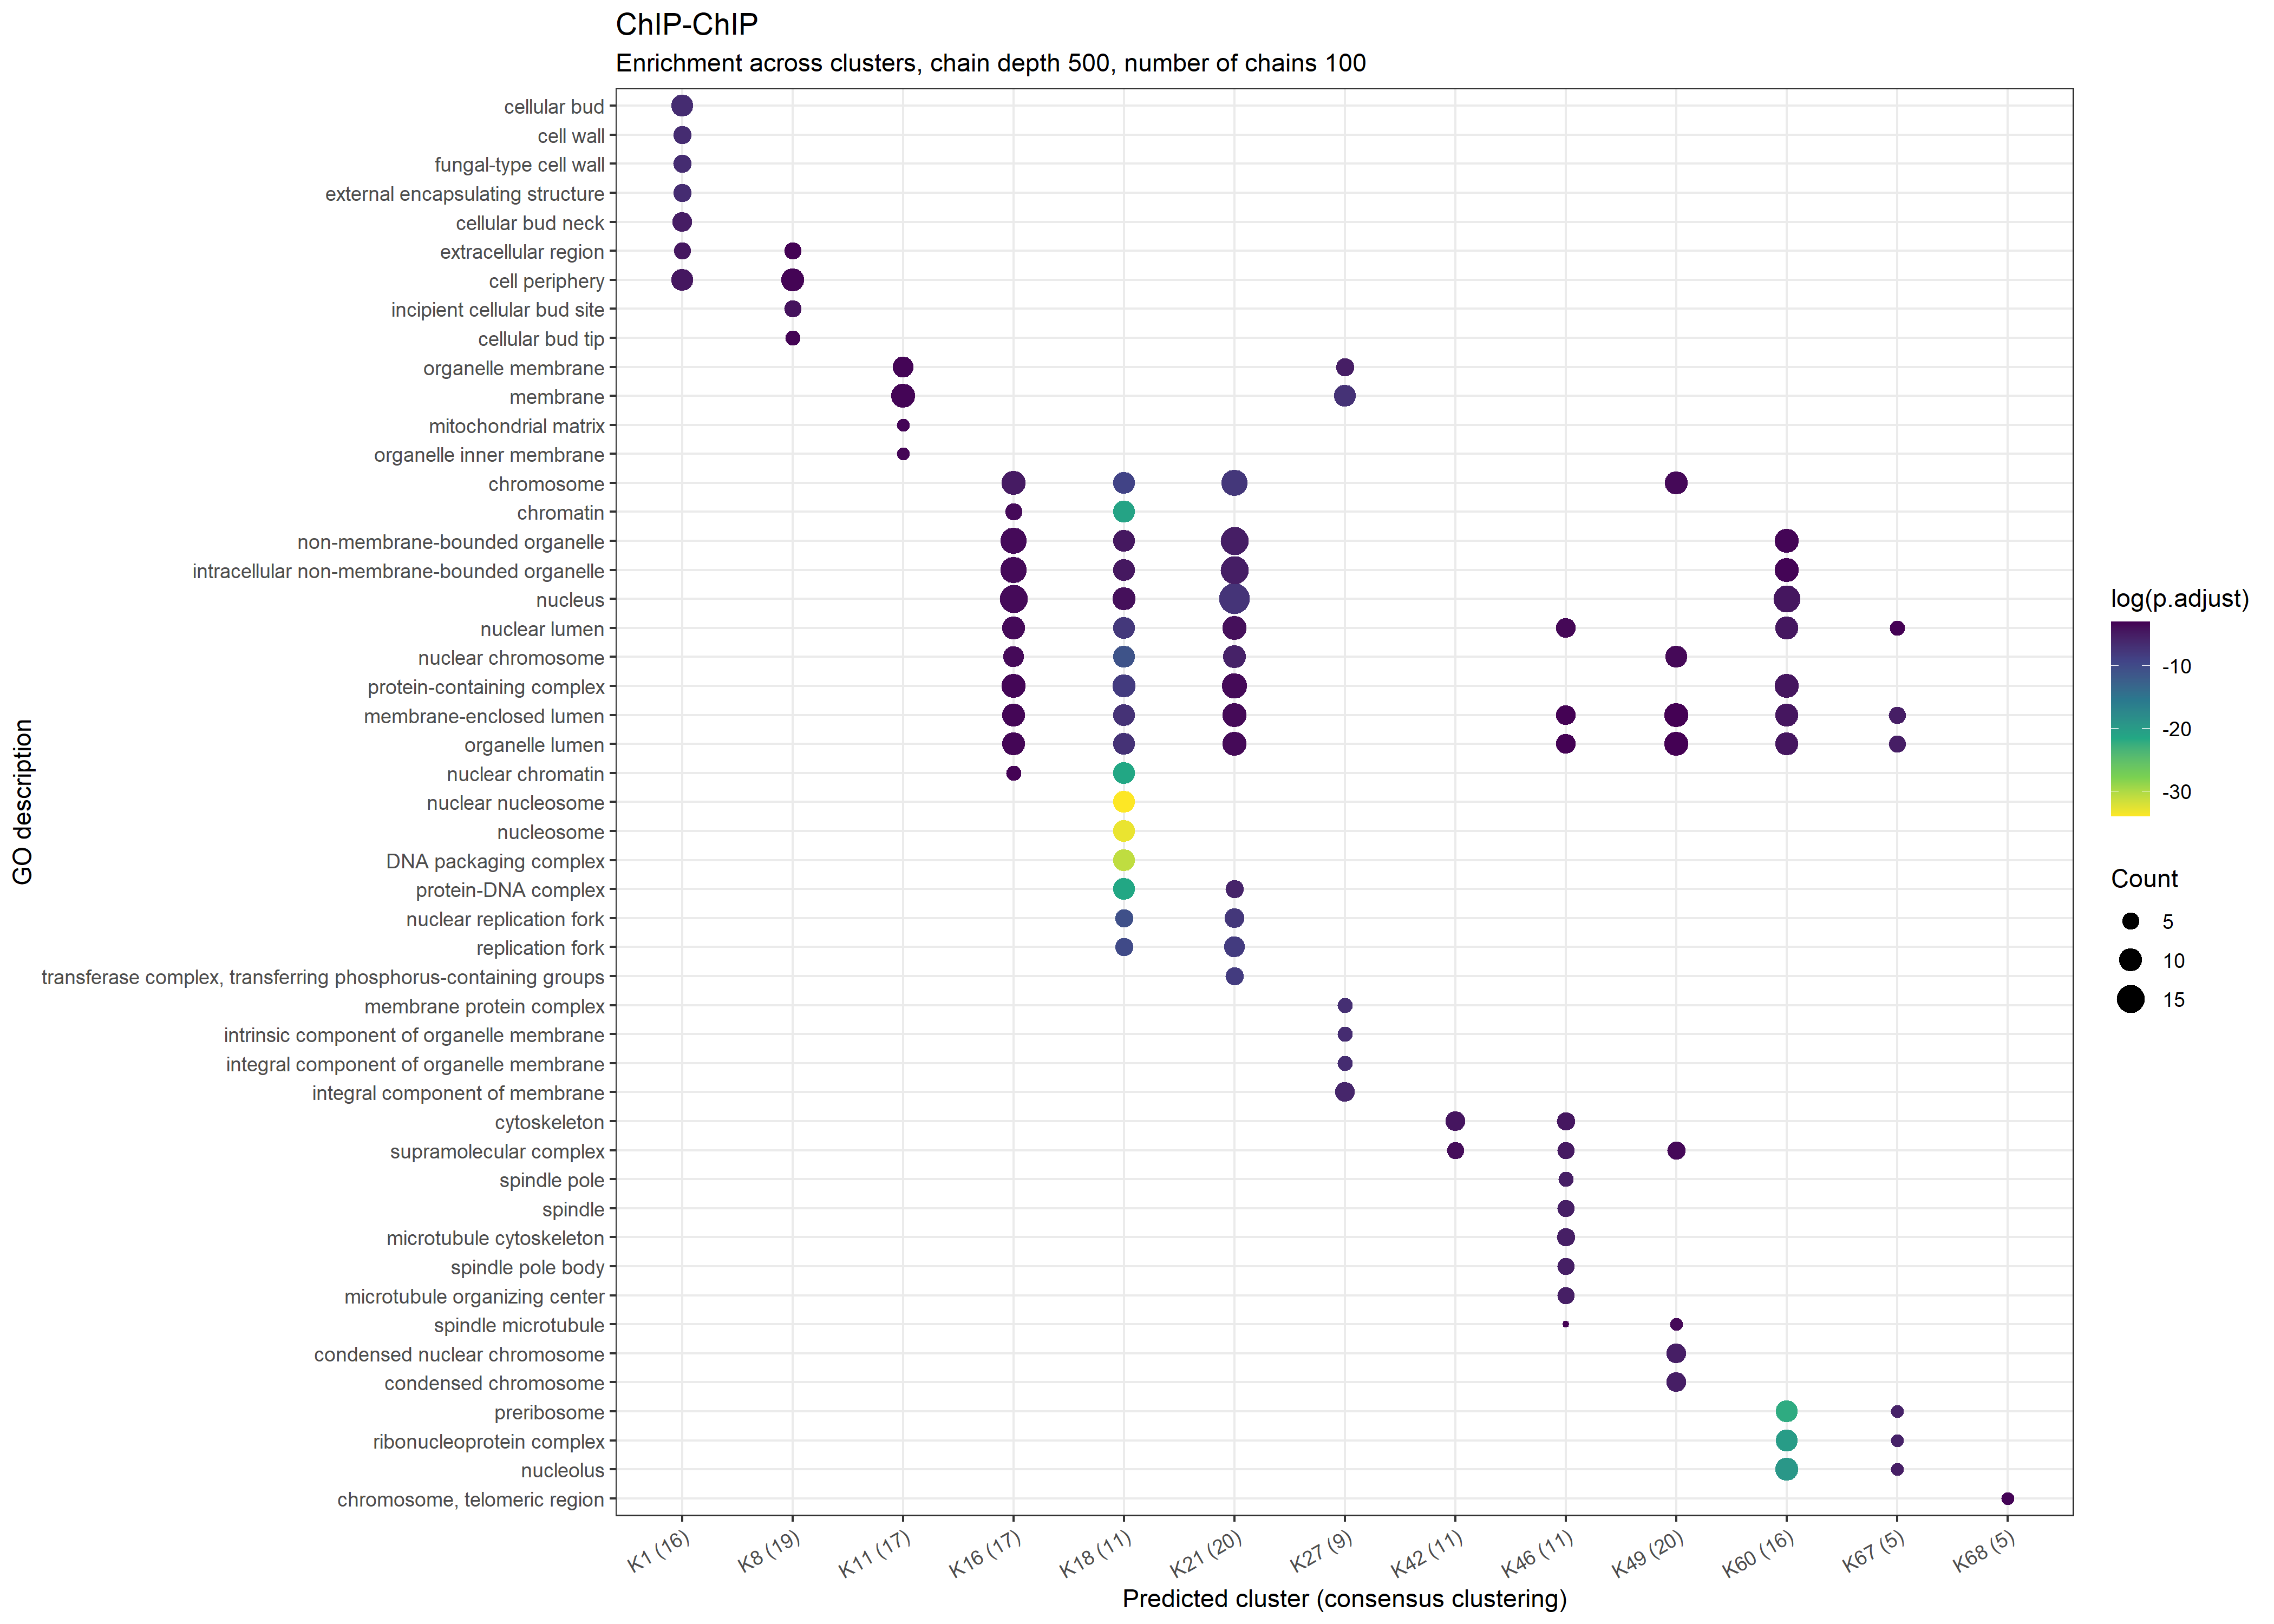 ChIP-ChIP
Enrichment across clusters, chain depth 500, number of chains 100
GO description
cellular bud
cell wall
fungal-type cell wall
external encapsulating structure
cellular bud neck
extracellular region
cell periphery
incipient cellular bud site
cellular bud tip
organelle membrane
membrane
mitochondrial matrix
organelle inner membrane
chromosome
chromatin
non-membrane-bounded organelle
intracellular non-membrane-bounded organelle
nucleus
nuclear lumen
nuclear chromosome
protein-containing complex
membrane-enclosed lumen
organelle lumen
nuclear chromatin
nuclear nucleosome
nucleosome
DNA packaging complex
protein-DNA complex
nuclear replication fork
replication fork
transferase complex, transferring phosphorus-containing groups
membrane protein complex
intrinsic component of organelle membrane
integral component of organelle membrane
integral component of membrane
cytoskeleton
supramolecular complex
spindle pole
spindle
microtubule cytoskeleton
spindle pole body
microtubule organizing center
spindle microtubule
condensed nuclear chromosome
condensed chromosome
preribosome
ribonucleoprotein complex
nucleolus
chromosome, telomeric region
K1 (16)
K8 (19)
K11 (17)
K16 (17)
K18 (11)
K21 (20)
K27 (9)
K42 (11)
K46 (11)
K49 (20)
K60 (16)
K67 (5)
K68 (5)
Predicted cluster (consensus clustering)
log(p.adjust)
-10
-20
-30
Count
5
10
15